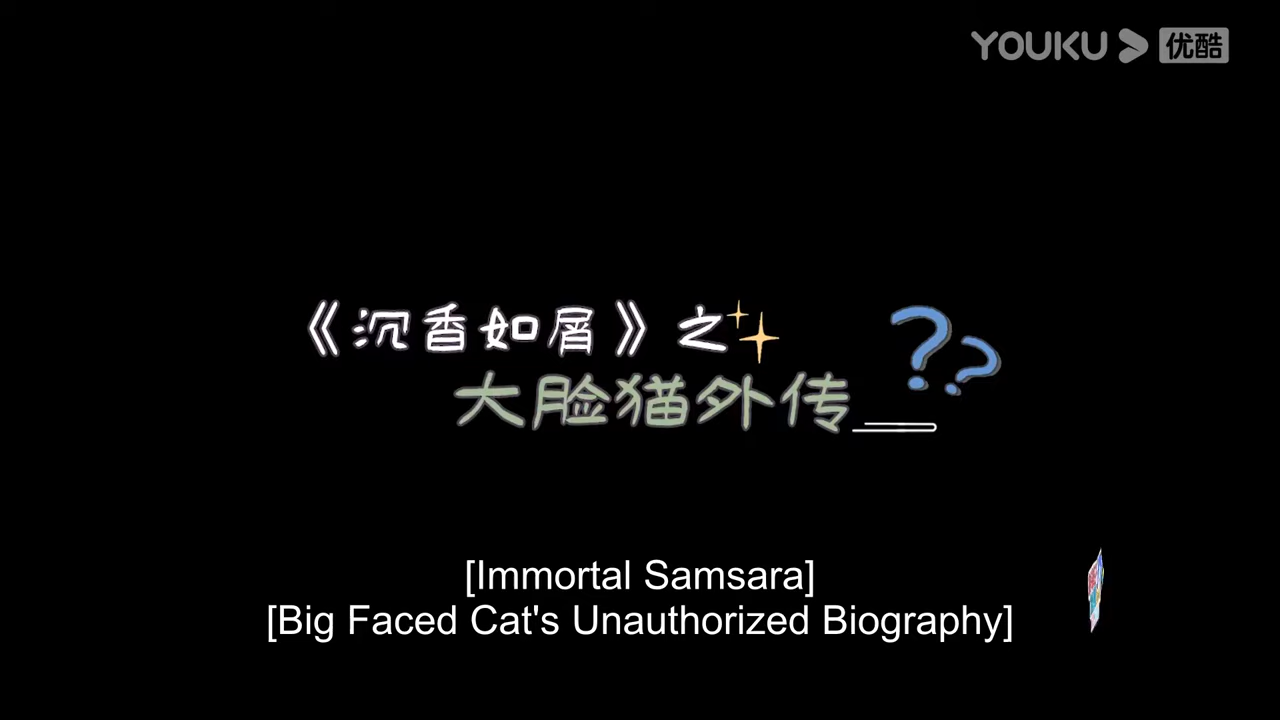 YOUKU 优酷
《沉香如屑》之
??
大脸猫外传
[Immortal Samsara]
[Big Faced Cat's Unauthorized Biography]